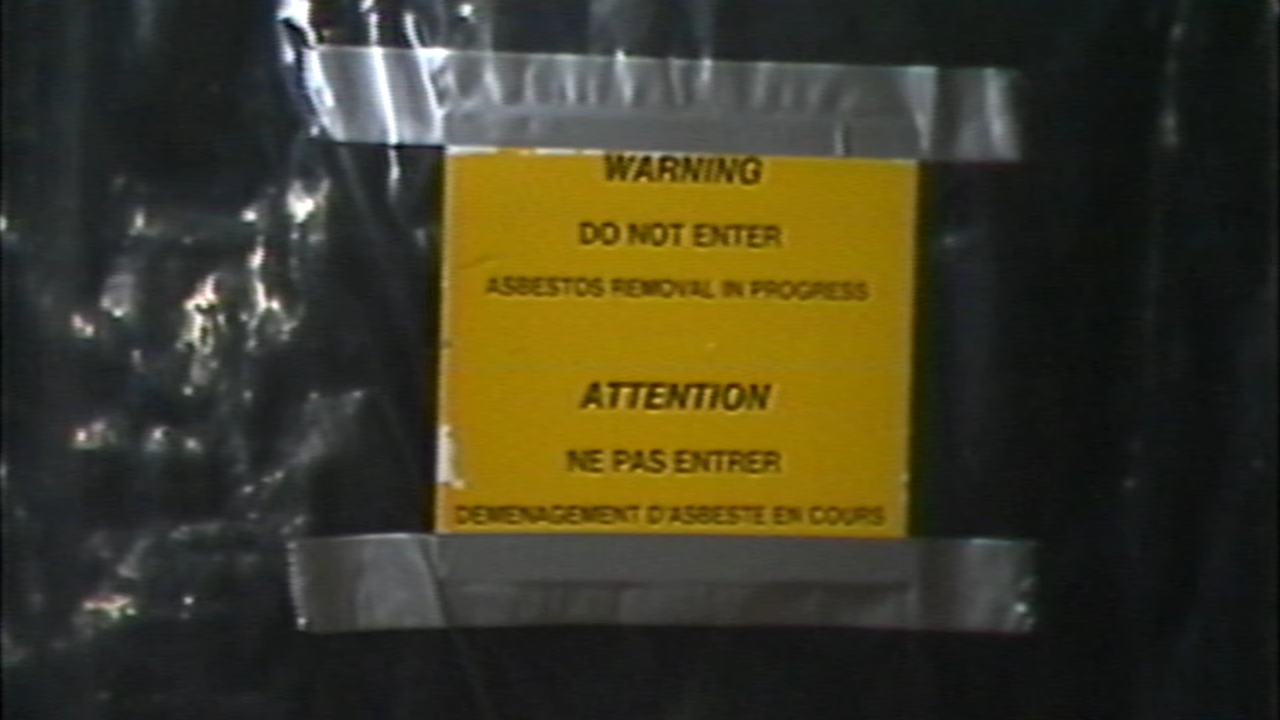 WARNING
DO NOT ENTER
ASBESTOS REMOVAL IN PROGRESS
ATTENTION
NE PAS ENTRER
DEMENAGEMENT D'ASBESTE EN COURS